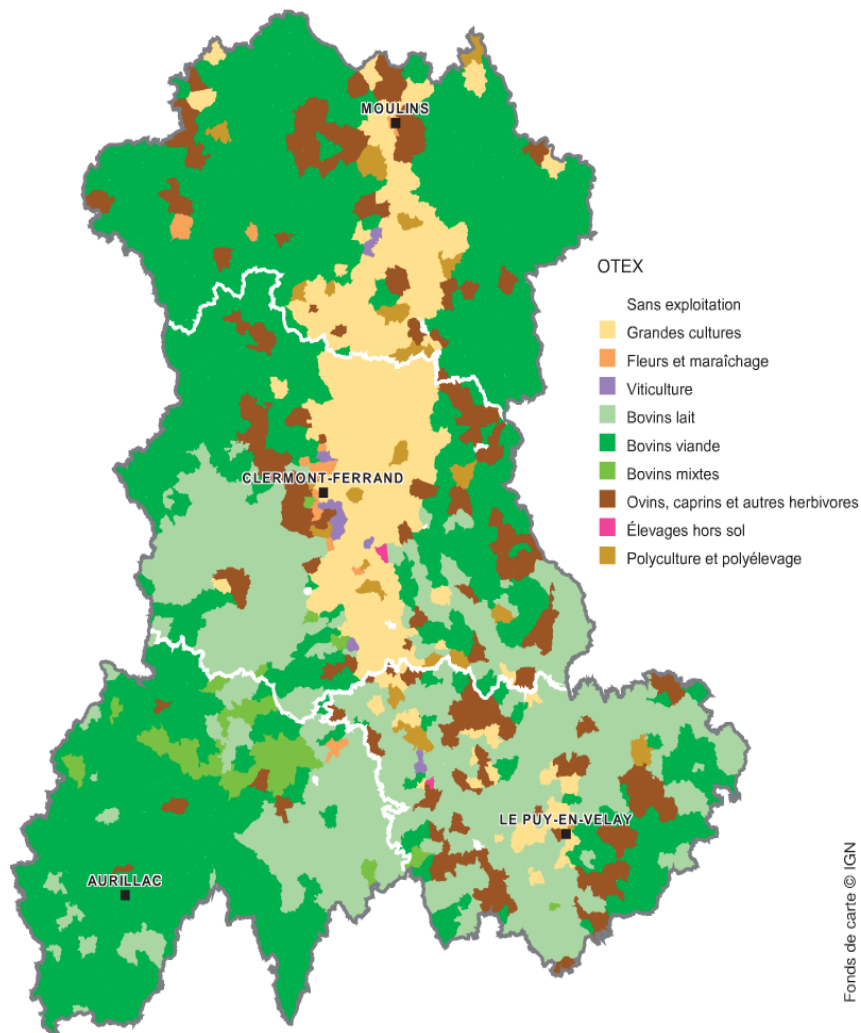 MOULINS
OTEX
Sans exploitation
Grandes cultures
Fleurs et maraîchage
Viticulture
Bovins lait
Bovins viande
Bovins mixtes
Ovins, caprins et autres herbivores
Élevages hors sol
Polyculture et polyélevage
CLERMONT-FERRAND
LE PUY-EN-VELAY
AURILLAC
Fonds de carte © IGN